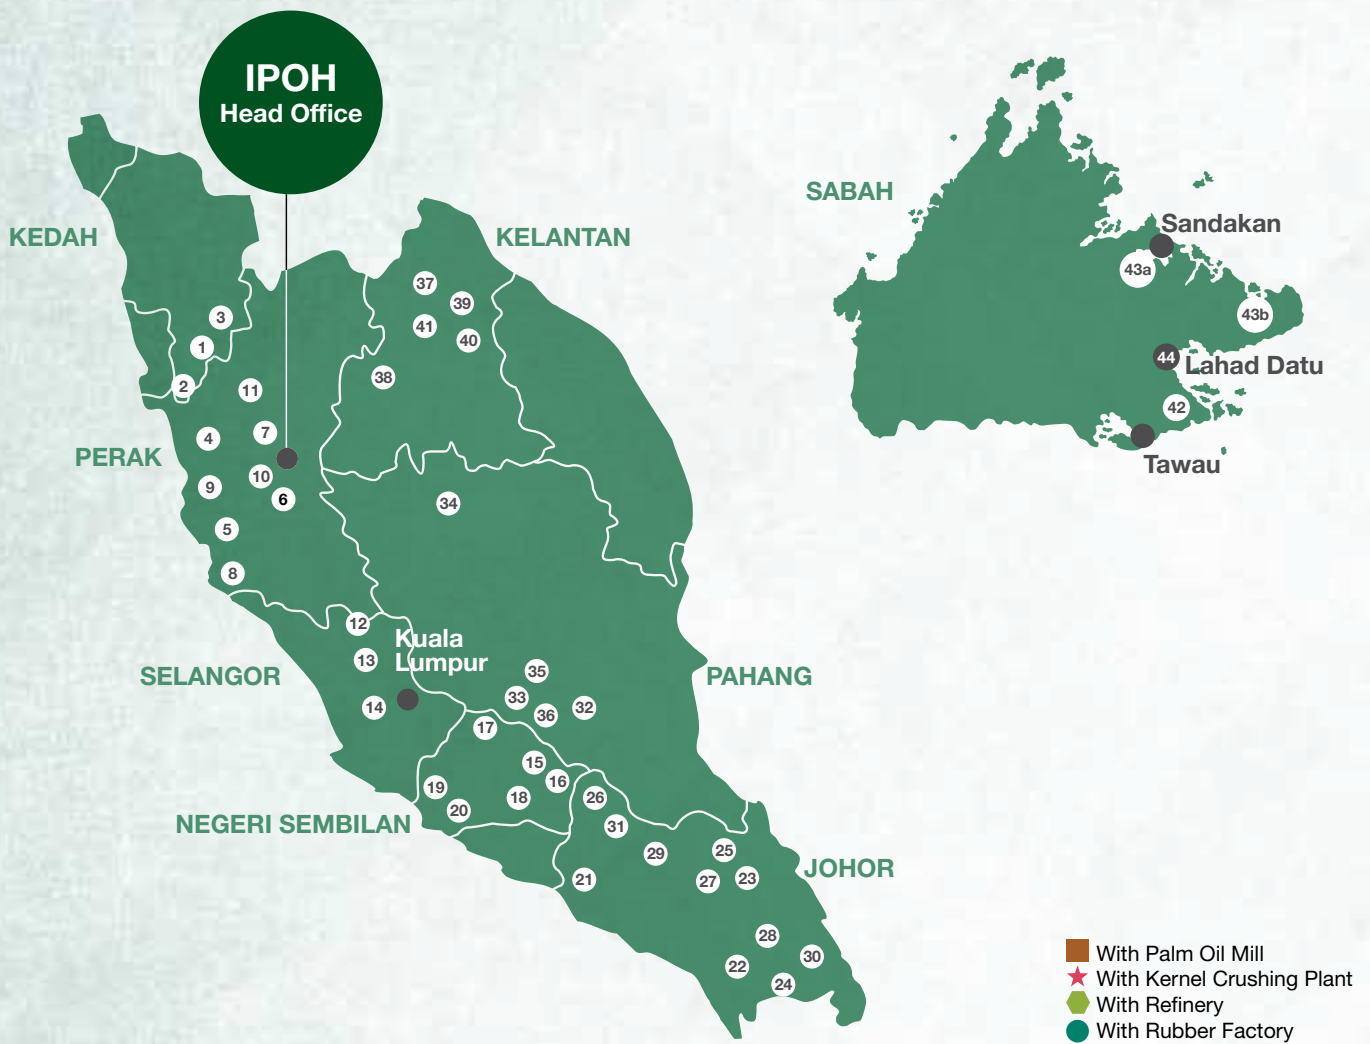 IPOH
Head Office
KEDAH
KELANTAN
37
39
3
41
40
1
38
2
11
4
7
PERAK
10
9
6
34
5
8
12
Kuala
Lumpur
13
SELANGOR
35
PAHANG
33
14
36
32
17
15
16
19
18
26
20
NEGERI SEMBILAN
31
29
25
JOHOR
21
27
23
28
30
22
24
SABAH
Sandakan
43a
43b
44
Lahad Datu
42
Tawau
With Palm Oil Mill
With Kernel Crushing Plant
With Refinery
With Rubber Factory